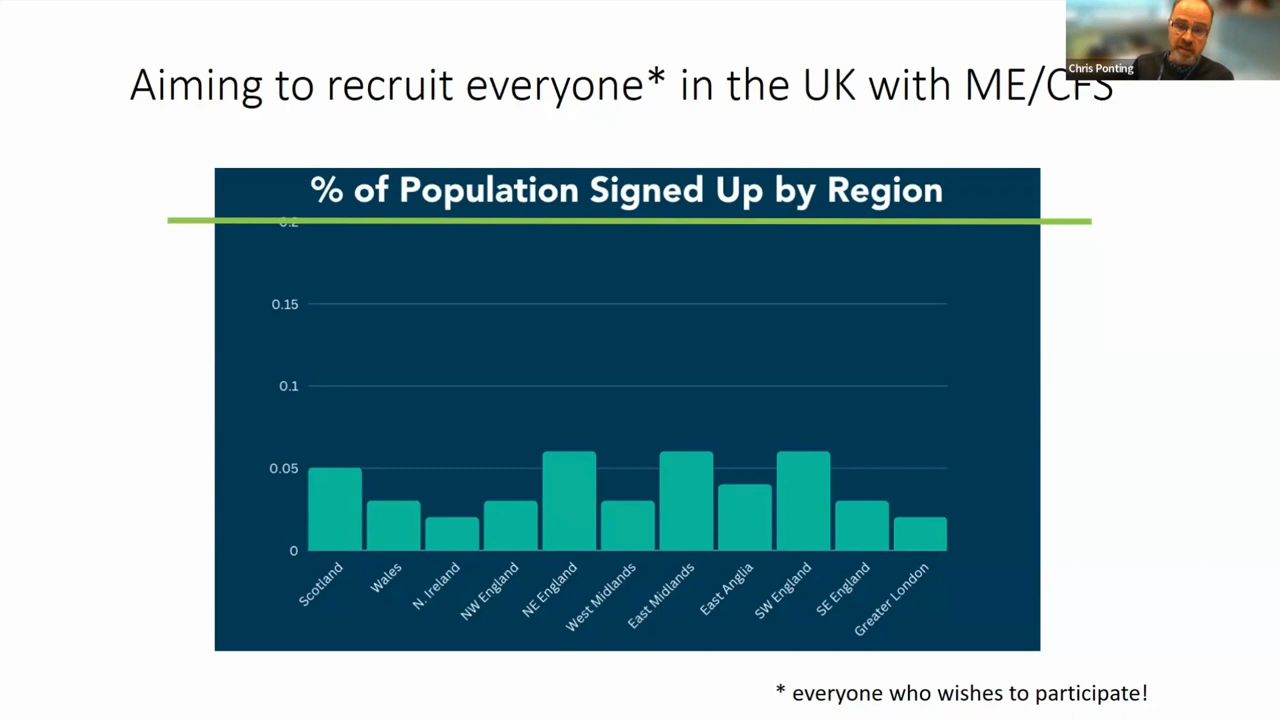 Chris Ponting
Aiming to recruit everyone* in the UK with ME/CFS
% of Population Signed Up by Region
0.2
0.15
0.1
0.05
0
Scotland
Wales
N. Ireland
NW England
NE England
West Midlands
East Midlands
East Anglia
SW England
SE England
Greater London
* everyone who wishes to participate!